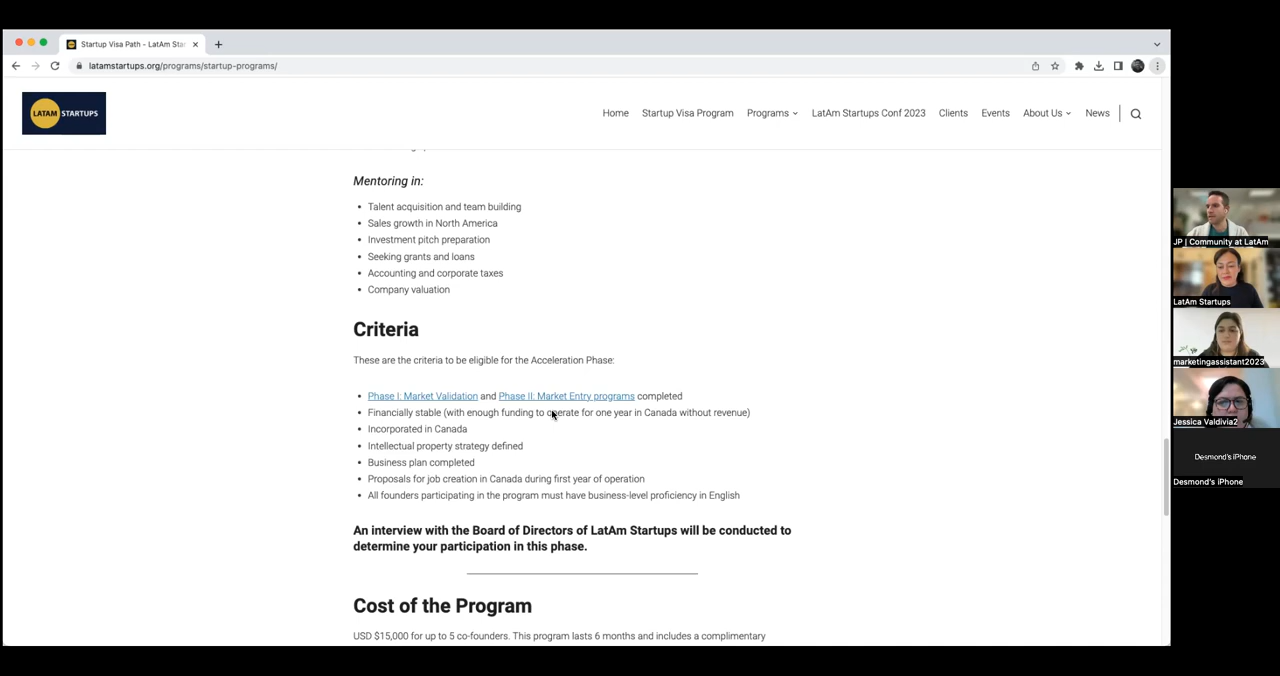 Startup Visa Path - LatAm Star
latamstartups.org/programs/startup-programs/
LATAM STARTUPS
Home Startup Visa Program Programs LatAm Startups Conf 2023 Clients Events About Us News
Mentoring in:
• Talent acquisition and team building
• Sales growth in North America
• Investment pitch preparation
• Seeking grants and loans
• Accounting and corporate taxes
• Company valuation
Criteria
These are the criteria to be eligible for the Acceleration Phase:
• Phase I: Market Validation and Phase II: Market Entry programs completed
• Financially stable (with enough funding to operate for one year in Canada without revenue)
• Incorporated in Canada
• Intellectual property strategy defined
• Business plan completed
• Proposals for job creation in Canada during first year of operation
• All founders participating in the program must have business-level proficiency in English
An interview with the Board of Directors of LatAm Startups will be conducted to
determine your participation in this phase.
Cost of the Program
USD $15,000 for up to 5 co-founders. This program lasts 6 months and includes a complimentary
JP | Community at LatAm
LatAm Startups
marketingassistant2023
Jessica Valdivia2
Desmond's iPhone
Desmond's iPhone